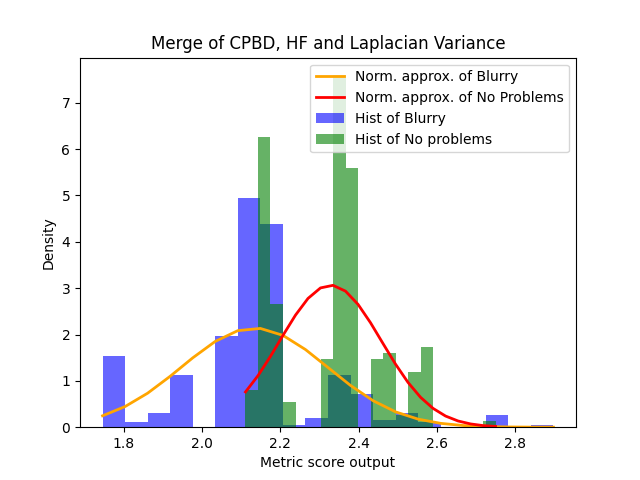 Merge of CPBD, HF and Laplacian Variance
Norm. approx. of Blurry
Norm. approx. of No Problems
Hist of Blurry
Hist of No problems
Density
7
6
5
4
3
2
1
0
1.8 2.0 2.2 2.4 2.6 2.8
Metric score output